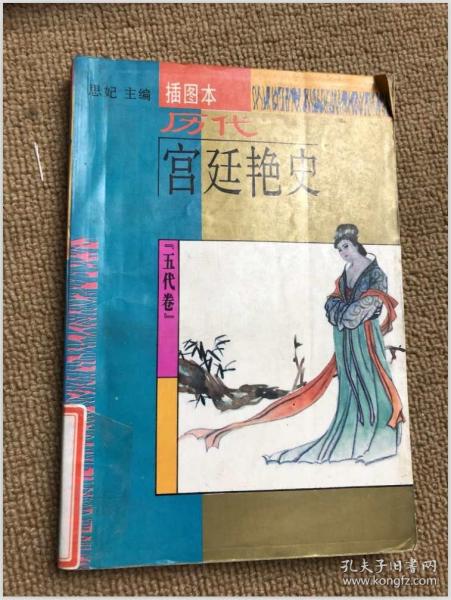 思妃 主编
插图本
历代
宫廷艳史
『五代卷』
孔夫子旧书网
www.kongfz.com